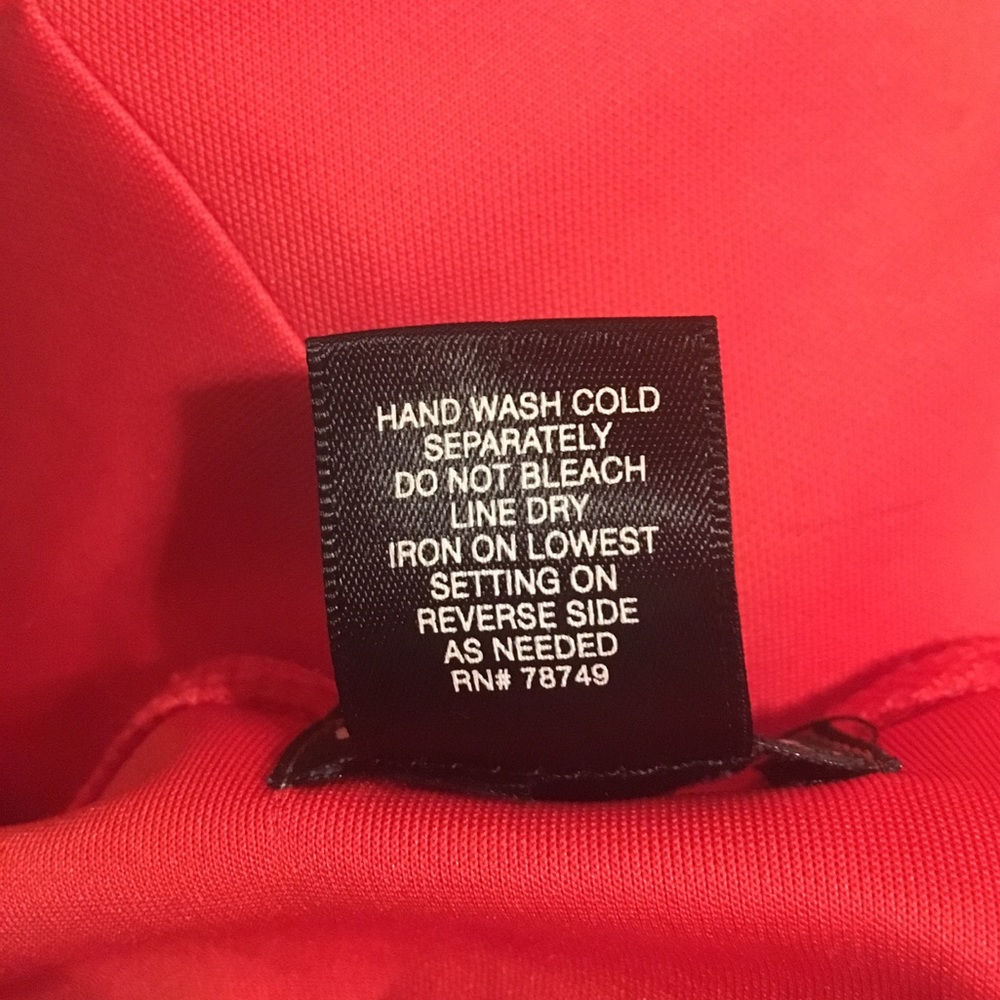 HAND WASH COLD
SEPARATELY
DO NOT BLEACH
LINE DRY
IRON ON LOWEST
SETTING ON
REVERSE SIDE
AS NEEDED
RN# 78749